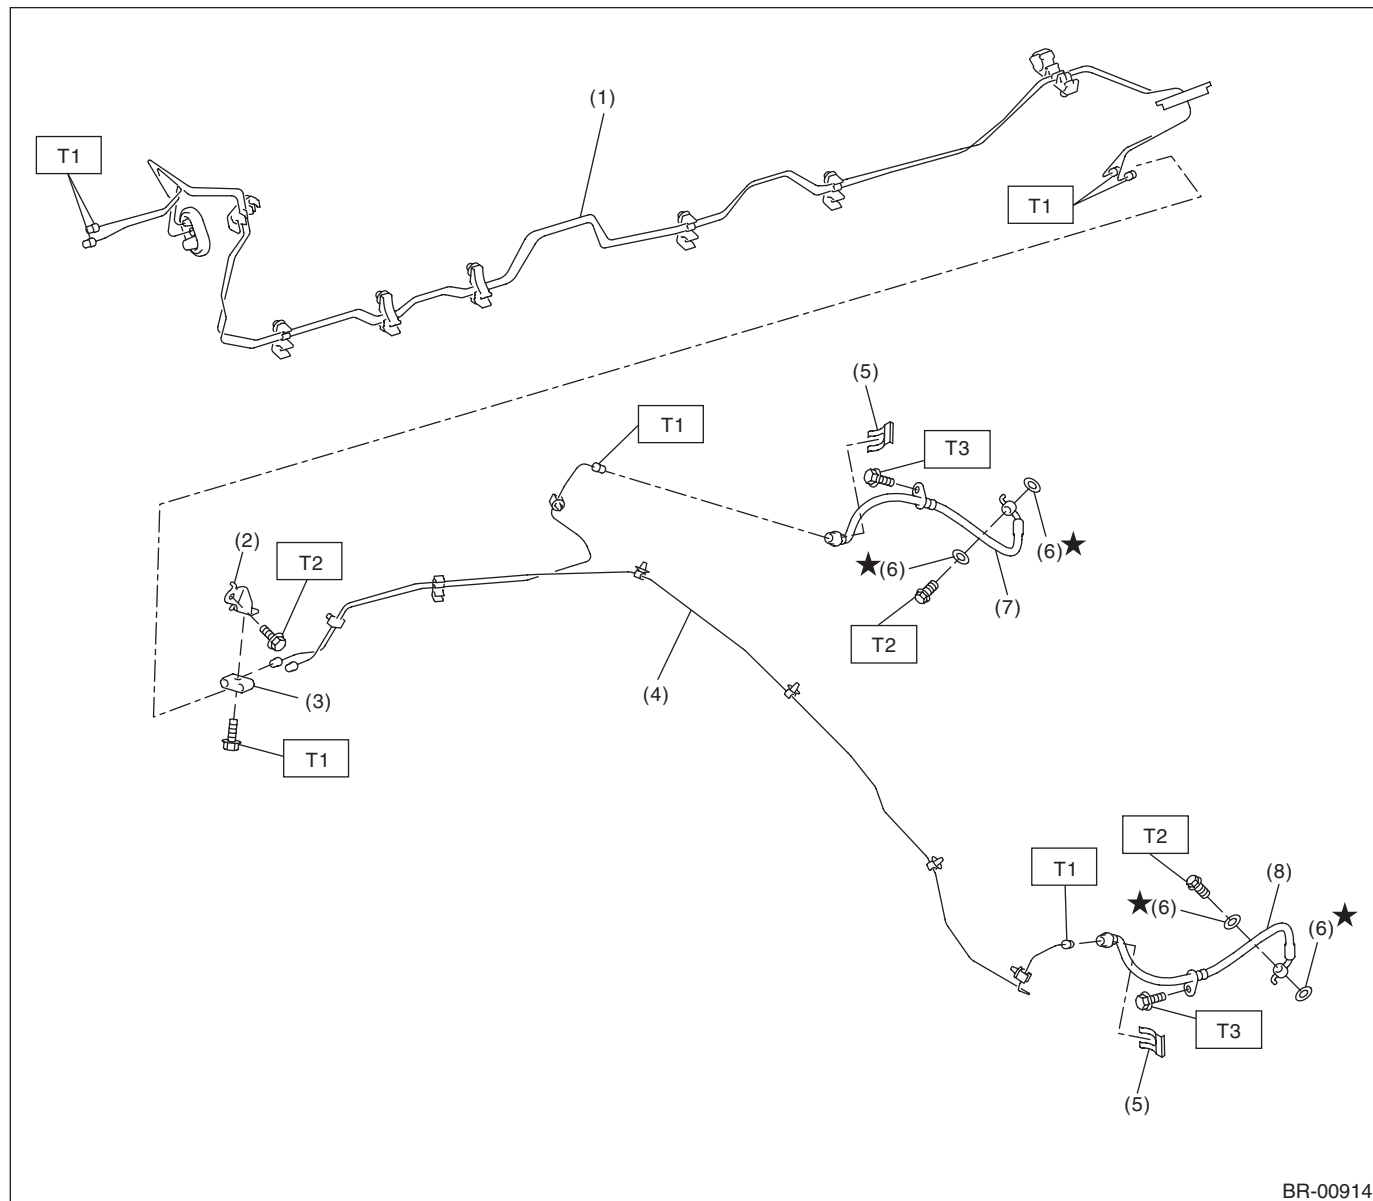 (1)
T1
T1
(5)
T1
T3
(2)
T2
★(6)
(6)★
(7)
T2
(3)
(4)
T1
T2
T1
(8)
★(6)
(6)★
T3
(5)
BR-00914